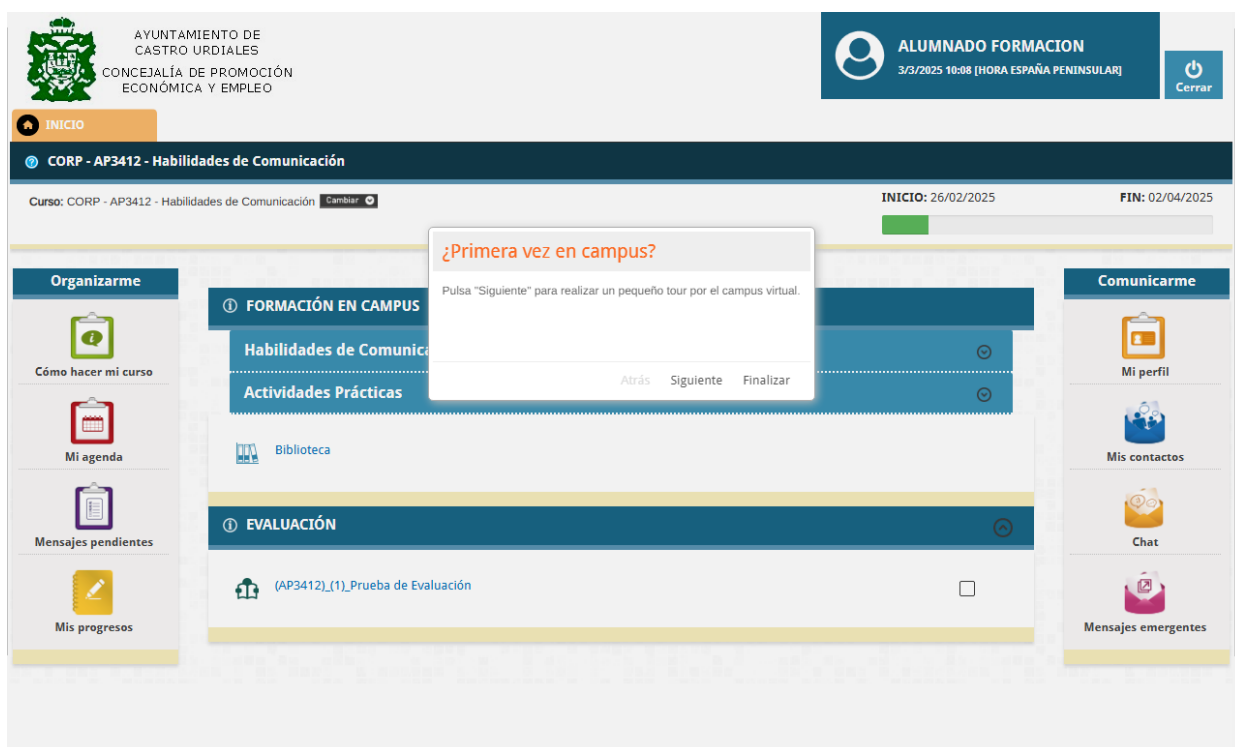 AYUNTAMIENTO DE
CASTRO URDIALES
CONCEJALÍA DE PROMOCIÓN
ECONÓMICA Y EMPLEO
ALUMNADO FORMACION
3/3/2025 10:08 [HORA ESPAÑA PENINSULAR]
Cerrar
INICIO
CORP - AP3412 - Habilidades de Comunicación
Curso: CORP - AP3412 - Habilidades de Comunicación Cambiar
INICIO: 26/02/2025
FIN: 02/04/2025
¿Primera vez en campus?
Pulsa "Siguiente" para realizar un pequeño tour por el campus virtual.
Atrás Siguiente Finalizar
Organizarme
Cómo hacer mi curso
Mi agenda
Mensajes pendientes
Mis progresos
FORMACIÓN EN CAMPUS
Habilidades de Comunica
Actividades Prácticas
Biblioteca
EVALUACIÓN
(AP3412)_(1)_Prueba de Evaluación
Comunicarme
Mi perfil
Mis contactos
Chat
Mensajes emergentes